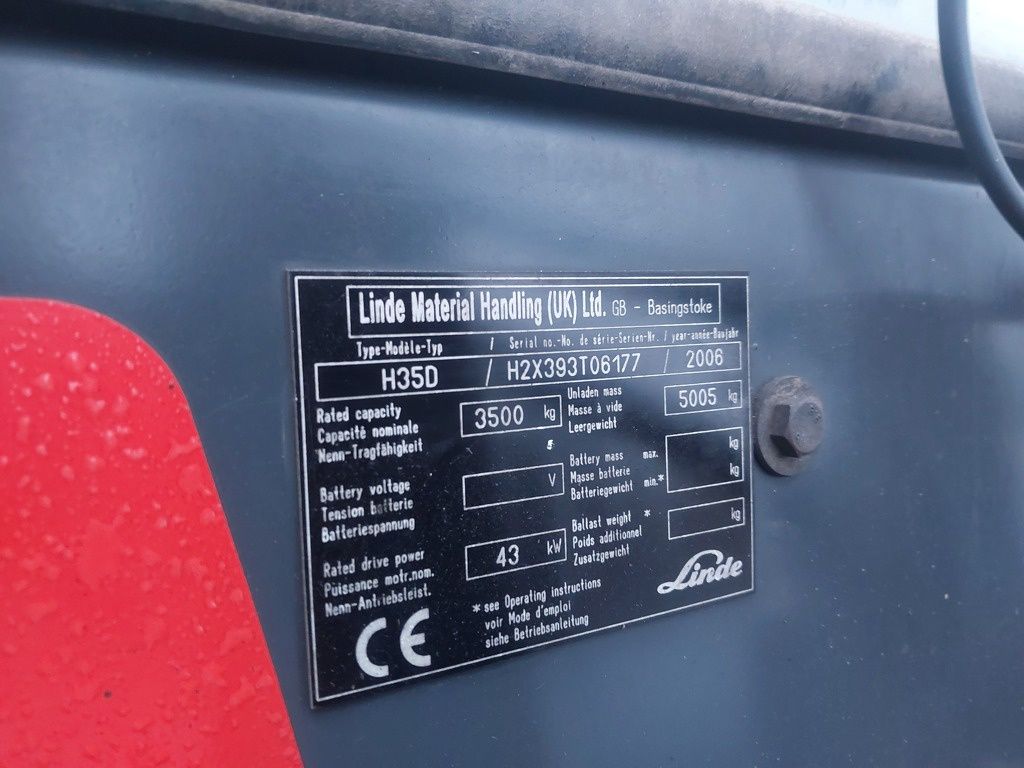 Linde Material Handling (UK) Ltd. GB - Basingstoke
Type-Modèle-Typ / Serial no.-No. de série-Serien-Nr. / year-année-Baujahr
H35D / H2X393T06177 / 2006
Rated capacity
Capacité nominale
Nenn-Tragfähigkeit
3500 kg
Unladen mass
Masse à vide
Leergewicht
5005 kg
Battery voltage
Tension batterie
Batteriespannung
V
Battery mass max. kg
Masse batterie
Batteriegewicht min.* kg
Rated drive power
Puissance motr.nom.
Nenn-Antriebsleist.
43 kW
Ballast weight *
Poids additionnel
Zusatzgewicht
kg
* see Operating instructions
voir Mode d'emploi
siehe Betriebsanleitung
CE
Linde